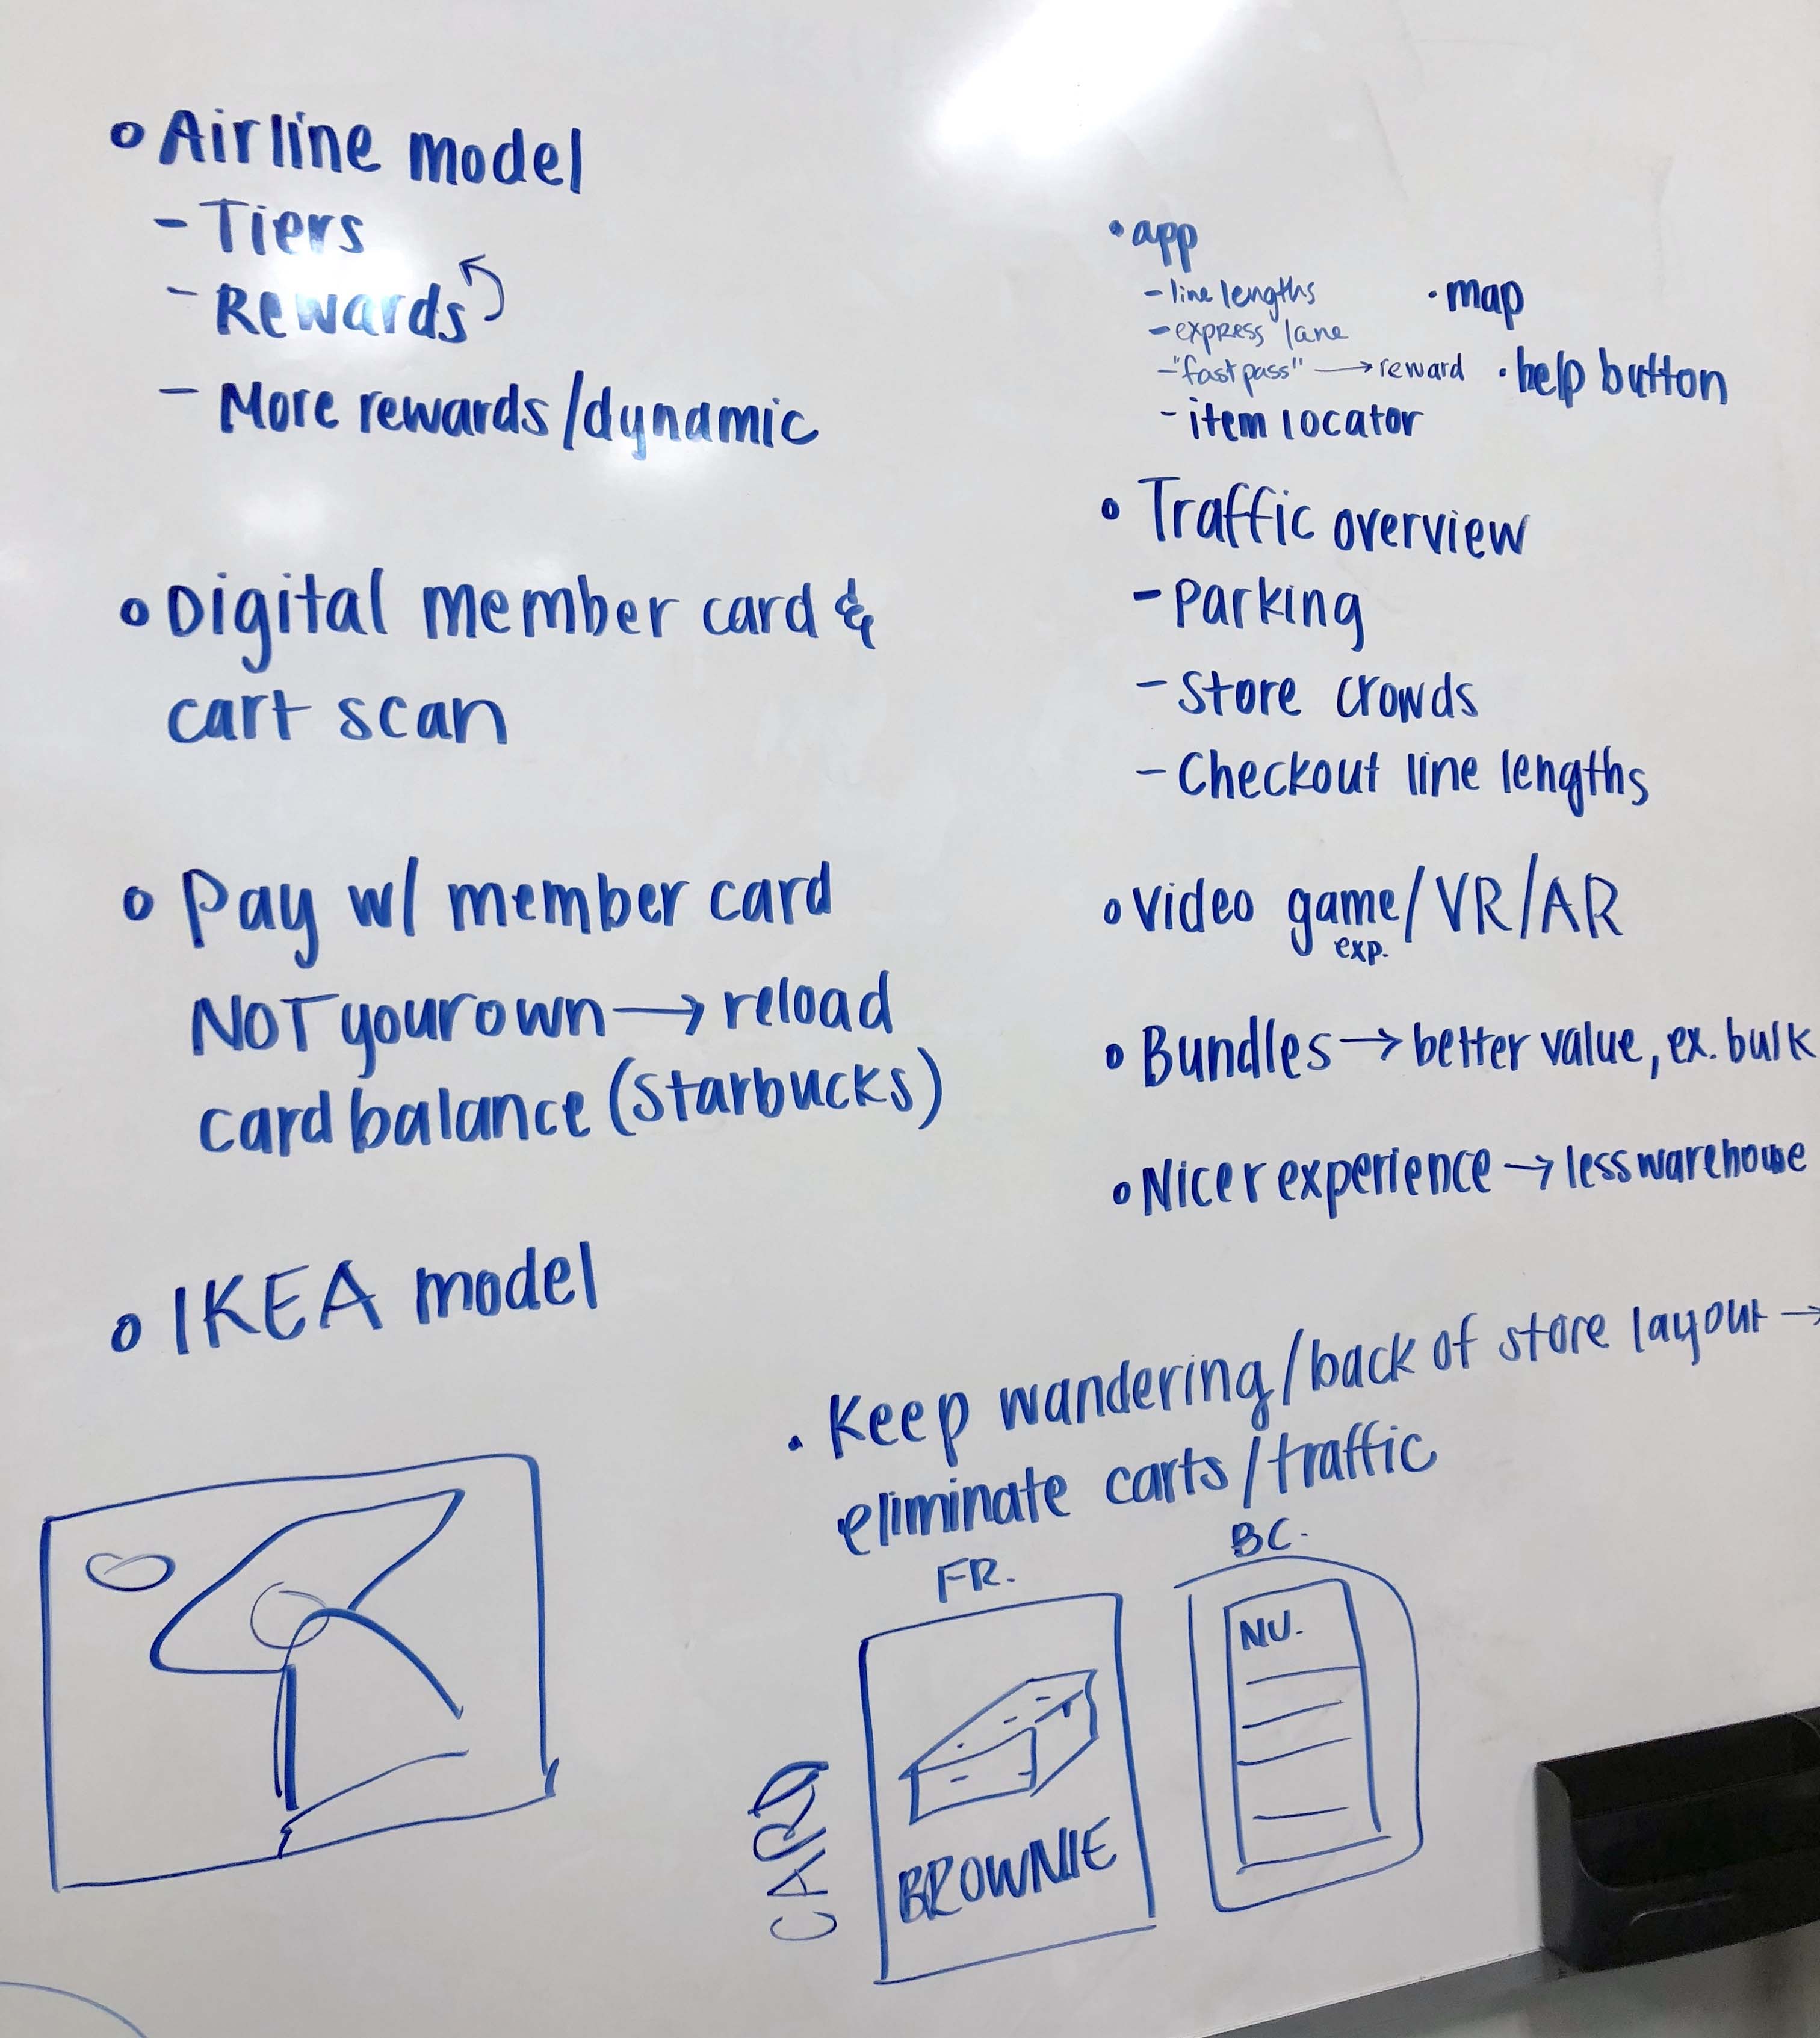 Airline model
- Tiers
- Rewards
- More rewards/dynamic
Digital member card &
cart scan
Pay w/ member card
NOT your own → reload
card balance (Starbucks)
IKEA model
• app
- line lengths
- express lane
- "fast pass" → reward
- item locator
• map
• help button
Traffic overview
- Parking
- Store crowds
- Checkout line lengths
Video game/VR/AR
exp.
Bundles → better value, ex. bulk
Nicer experience → less warehouse
• Keep wandering/back of store layout →
eliminate carts/traffic
FR.
BC.
NU.
CARD
BROWNIE